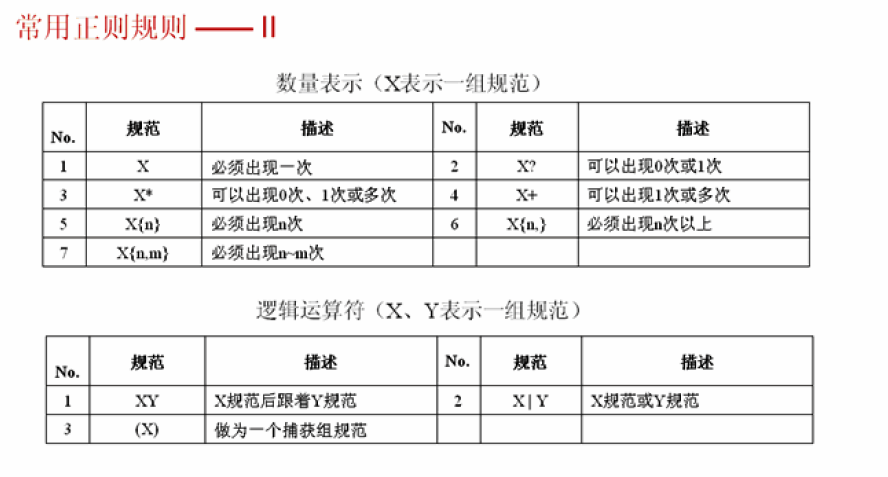 常用正则规则——II
数量表示（X表示一组规范）
No. 规范 描述 No. 规范 描述
1 X 必须出现一次 2 X? 可以出现0次或1次
3 X* 可以出现0次、1次或多次 4 X+ 可以出现1次或多次
5 X{n} 必须出现n次 6 X{n,} 必须出现n次以上
7 X{n,m} 必须出现n~m次
逻辑运算符（X、Y表示一组规范）
No. 规范 描述 No. 规范 描述
1 XY X规范后跟着Y规范 2 X | Y X规范或Y规范
3 (X) 做为一个捕获组规范